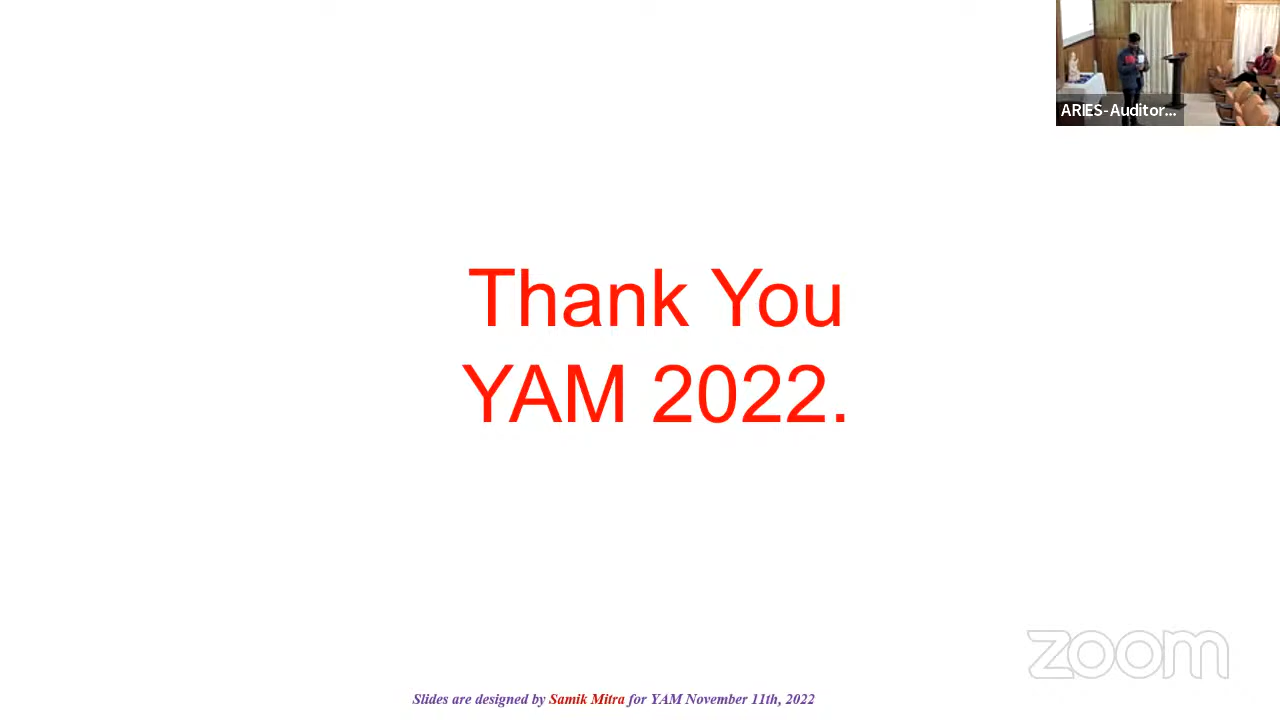 ARIES-Auditor...
Thank You
YAM 2022.
zoom
Slides are designed by Samik Mitra for YAM November 11th, 2022